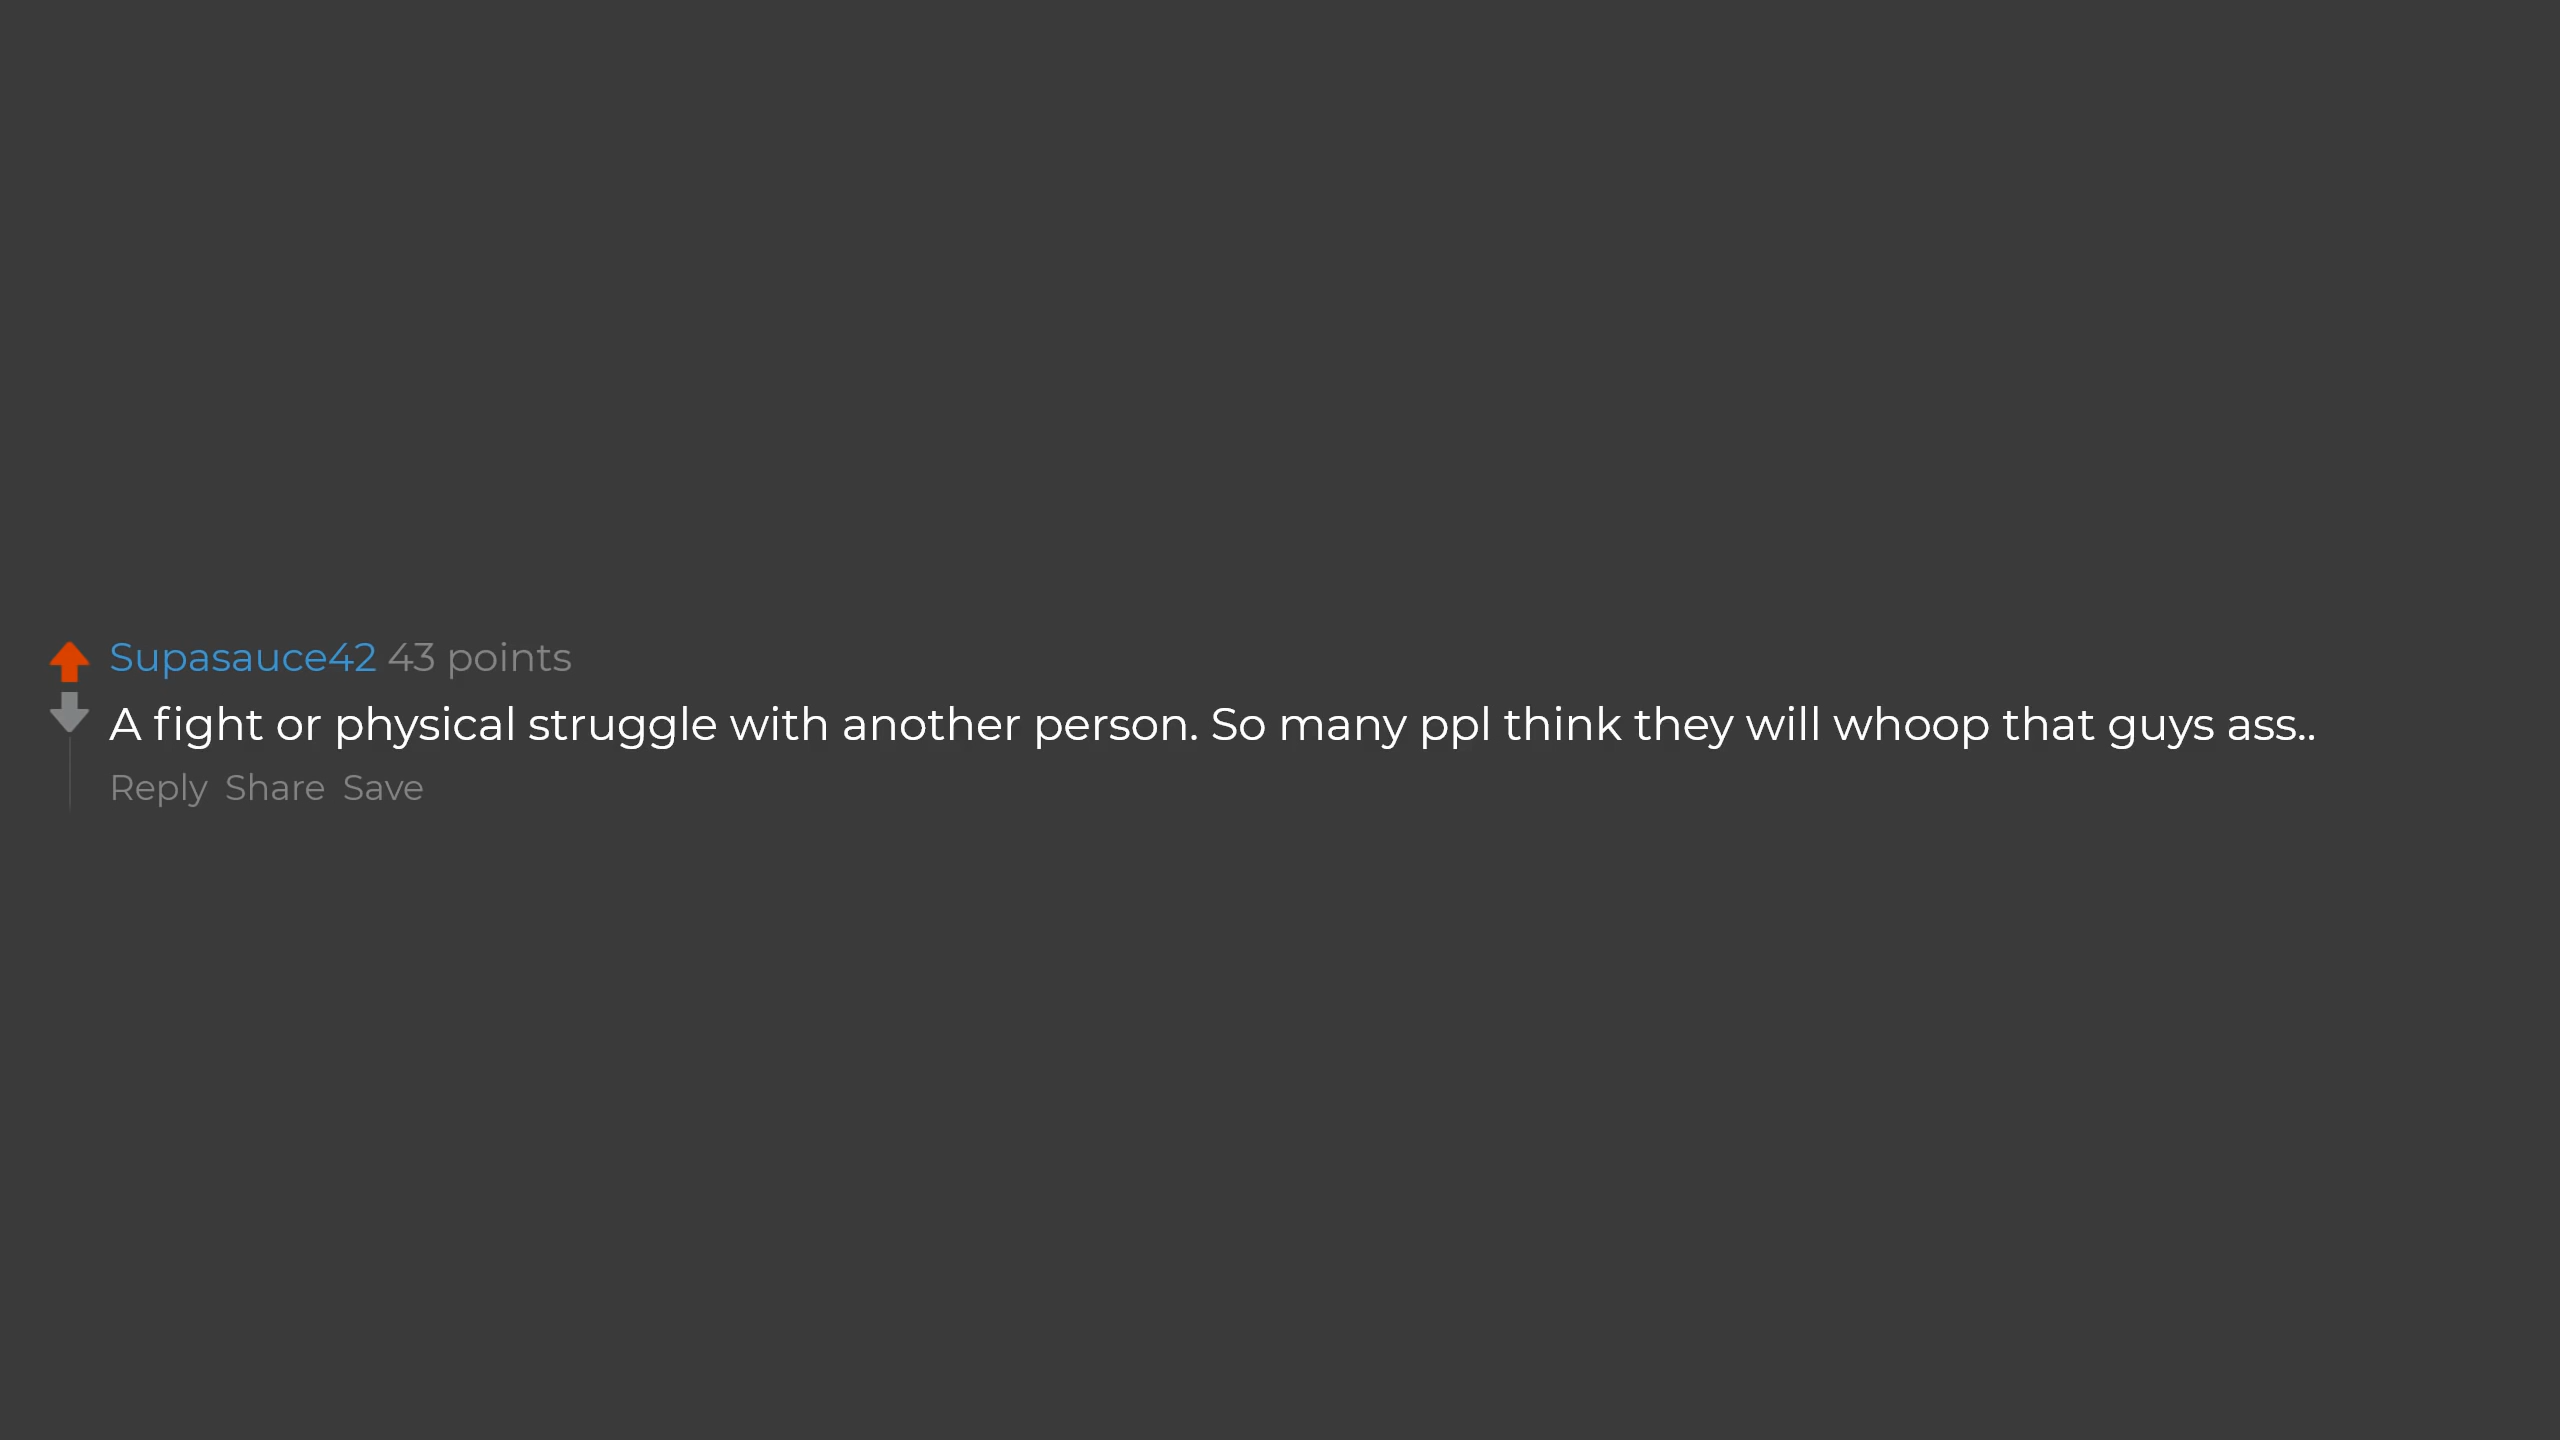 Supasauce42 43 points
A fight or physical struggle with another person. So many ppl think they will whoop that guys ass..
Reply Share Save